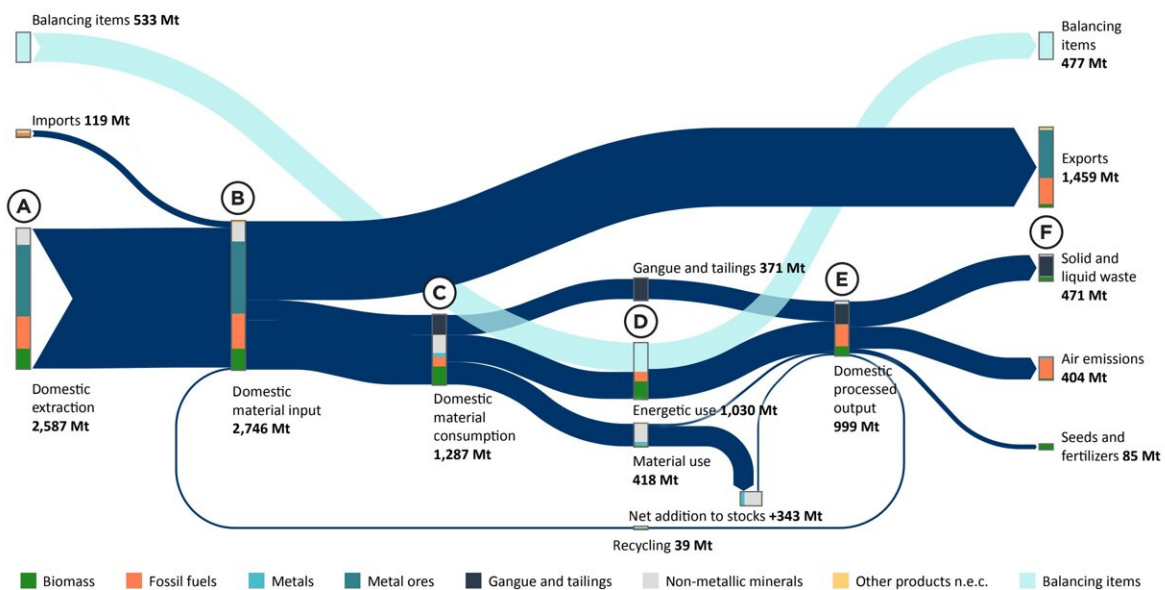 Balancing items 533 Mt
Balancing
items
477 Mt
Imports 119 Mt
Exports
1,459 Mt
A
B
C
D
E
F
Gangue and tailings 371 Mt
Solid and
liquid waste
471 Mt
Domestic
extraction
2,587 Mt
Domestic
material input
2,746 Mt
Domestic
material
consumption
1,287 Mt
Energetic use 1,030 Mt
Domestic
processed
output
999 Mt
Air emissions
404 Mt
Material use
418 Mt
Seeds and
fertilizers 85 Mt
Net addition to stocks +343 Mt
Recycling 39 Mt
Biomass
Fossil fuels
Metals
Metal ores
Gangue and tailings
Non-metallic minerals
Other products n.e.c.
Balancing items